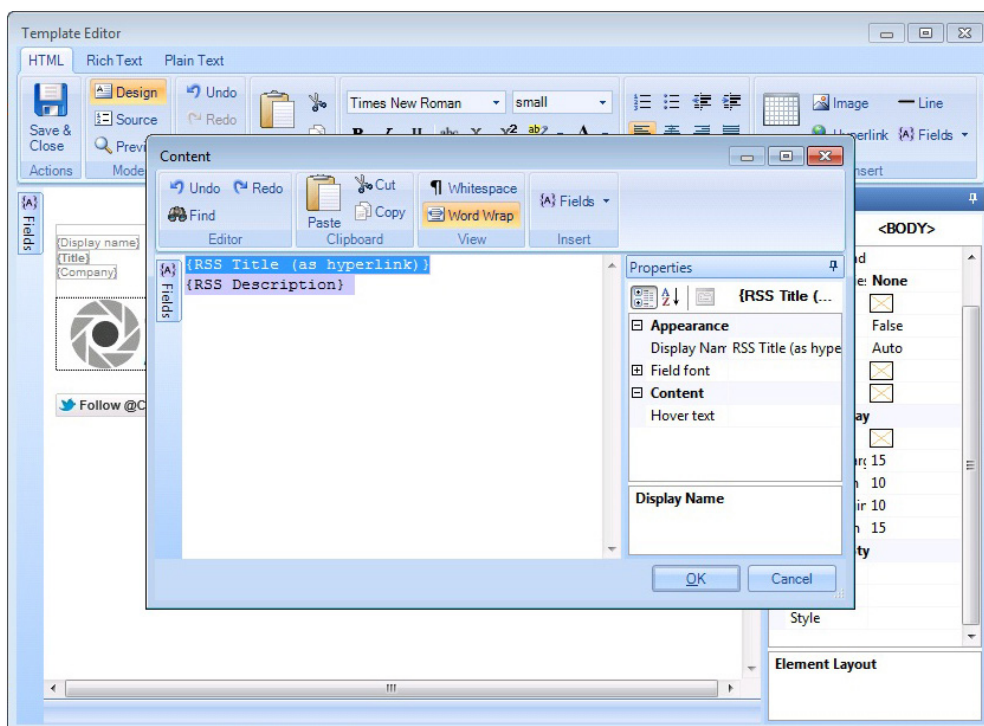 Template Editor
HTML Rich Text Plain Text
Save & Close
Design
Source
Actions
Undo
Redo
Times New Roman small
Image Line
Fields
Content
Undo Redo
Find
Editor
Paste
Cut
Copy
Clipboard
Whitespace
Word Wrap
View
{A} Fields
Insert
{A} Fields
{Display name}
{Title}
{Company}
Follow
{A} Fields
{RSS Title (as hyperlink)}
{RSS Description}
Properties
{RSS Title (...
Appearance
RSS Title (as hype
Field font
Content
Hover text
Display Name
OK Cancel
<BODY>
None
False
Auto
15
10
10
15
Style
Element Layout